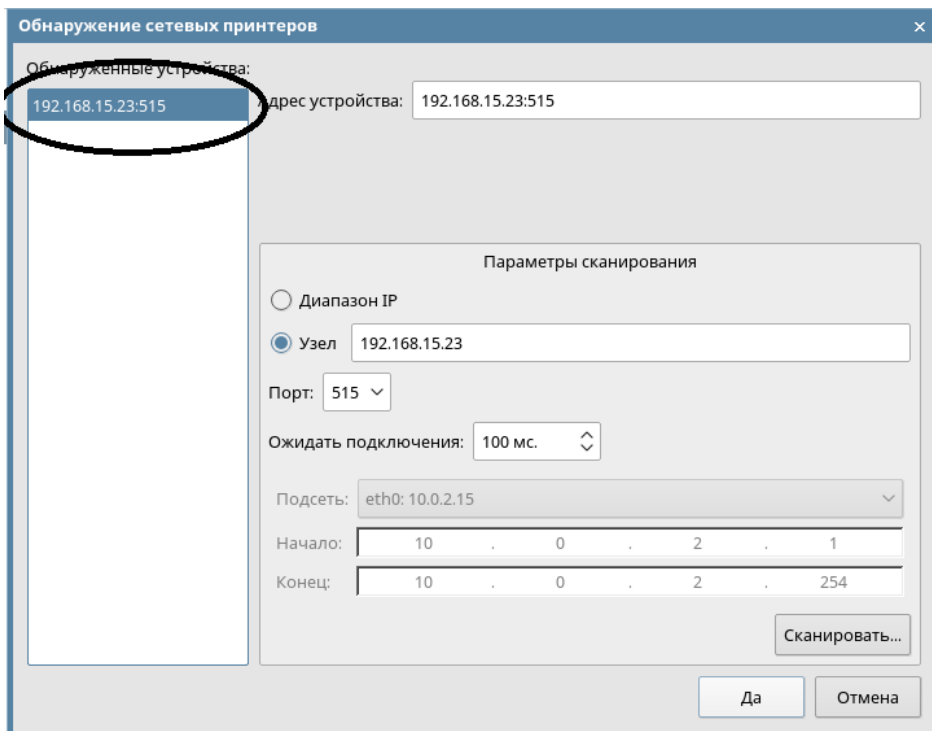 Обнаружение сетевых принтеров
Обнаруженные устройства:
192.168.15.23:515
Адрес устройства: 192.168.15.23:515
Параметры сканирования
Диапазон IP
Узел 192.168.15.23
Порт: 515
Ожидать подключения: 100 мс.
Подсеть: eth0: 10.0.2.15
Начало: 10 . 0 . 2 . 1
Конец: 10 . 0 . 2 . 254
Сканировать...
Да Отмена